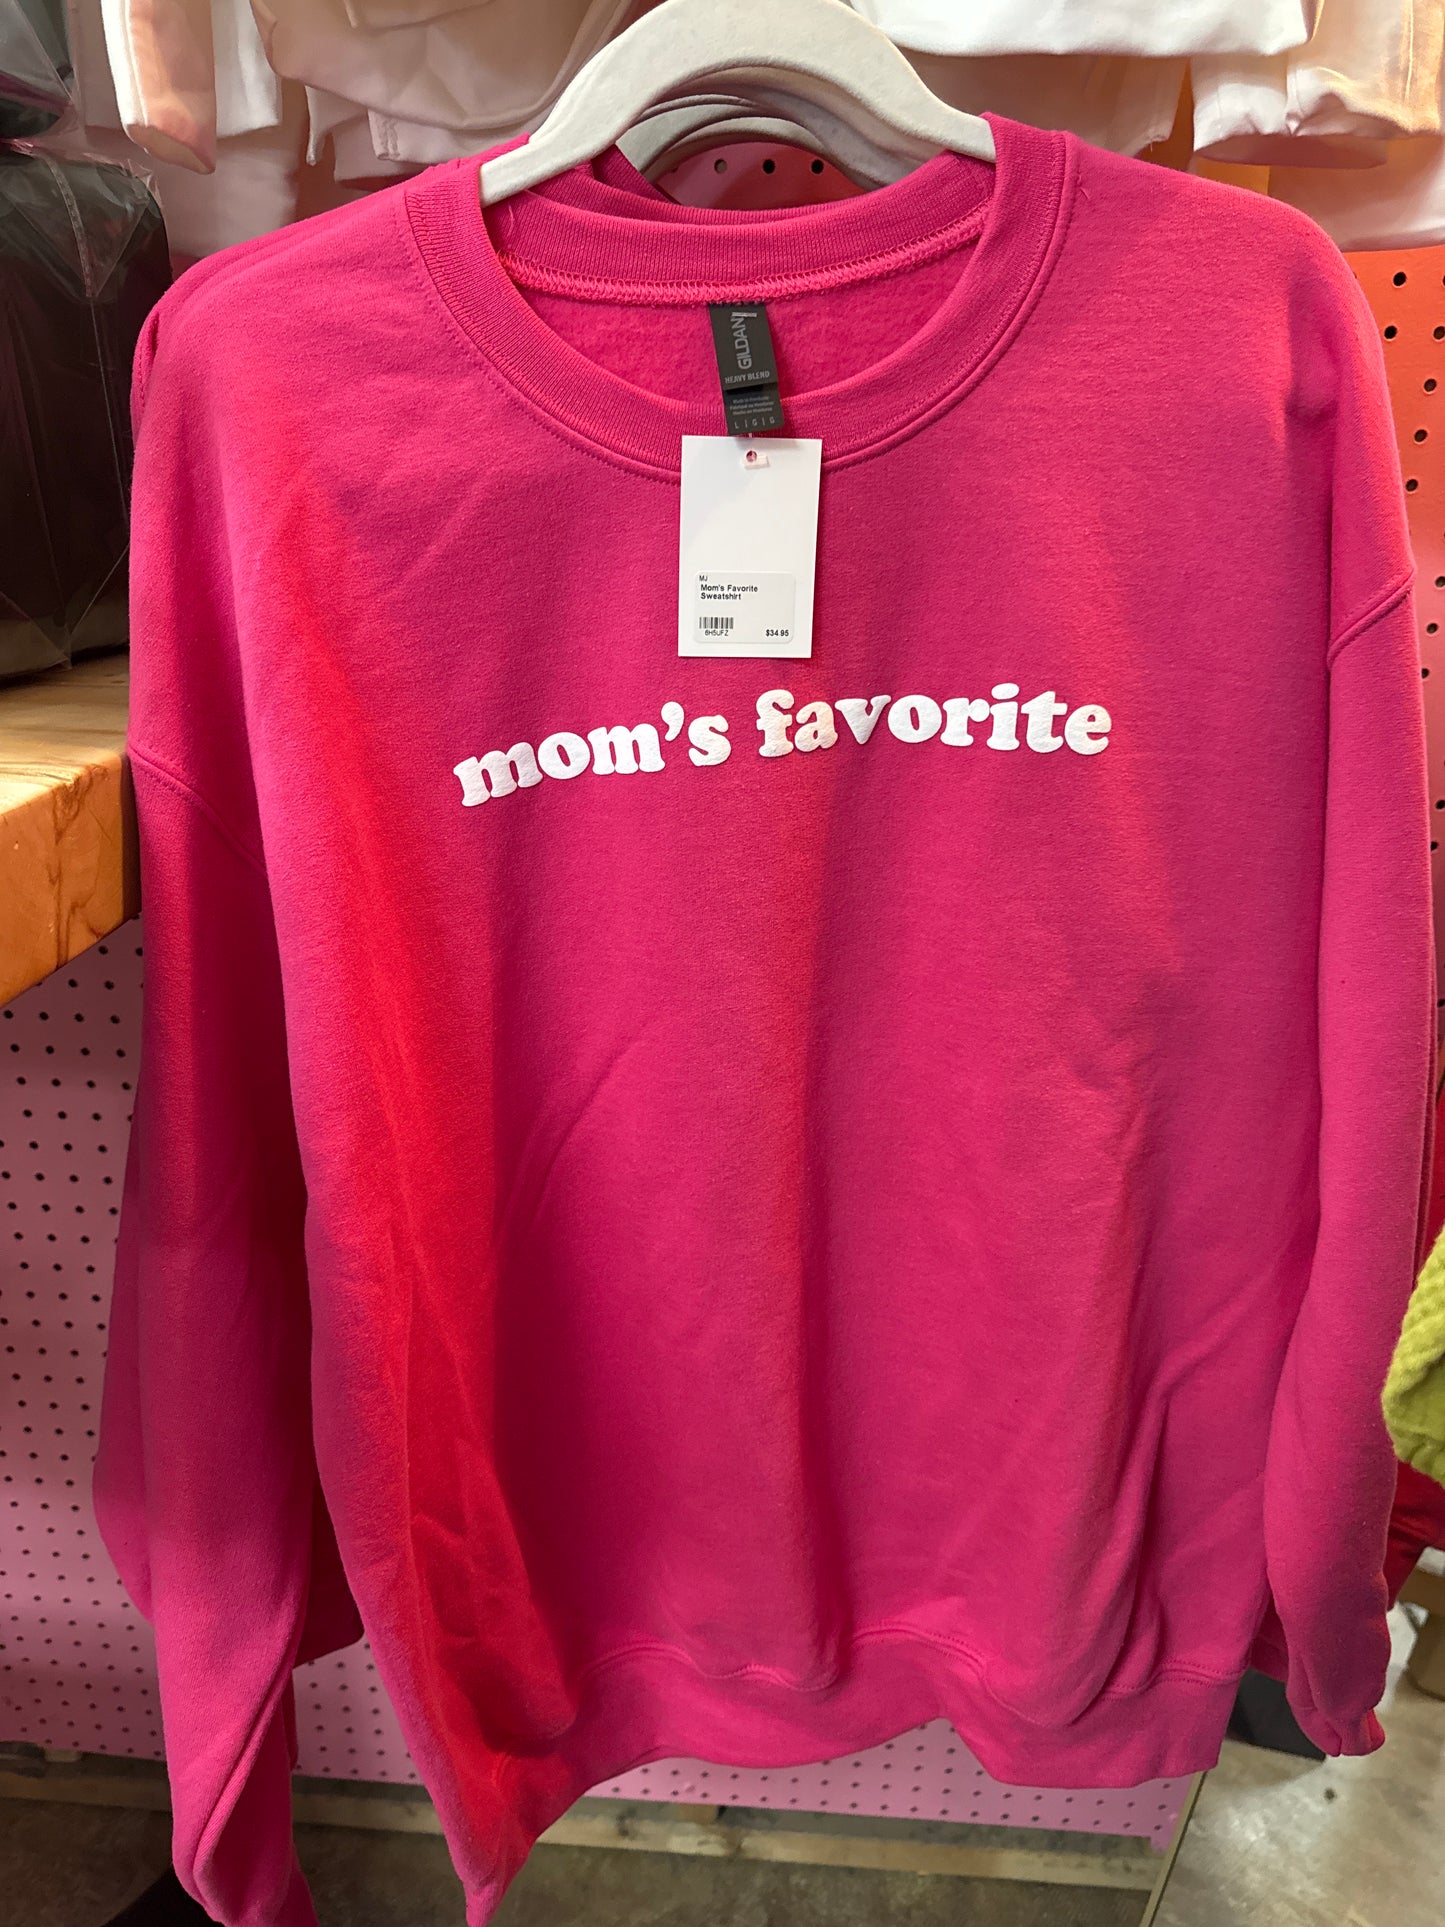 GILDAN
HEAVY BLEND
L | G | G
MJ
Mom's Favorite
Sweatshirt
6H5UFZ
$34.95
mom's favorite